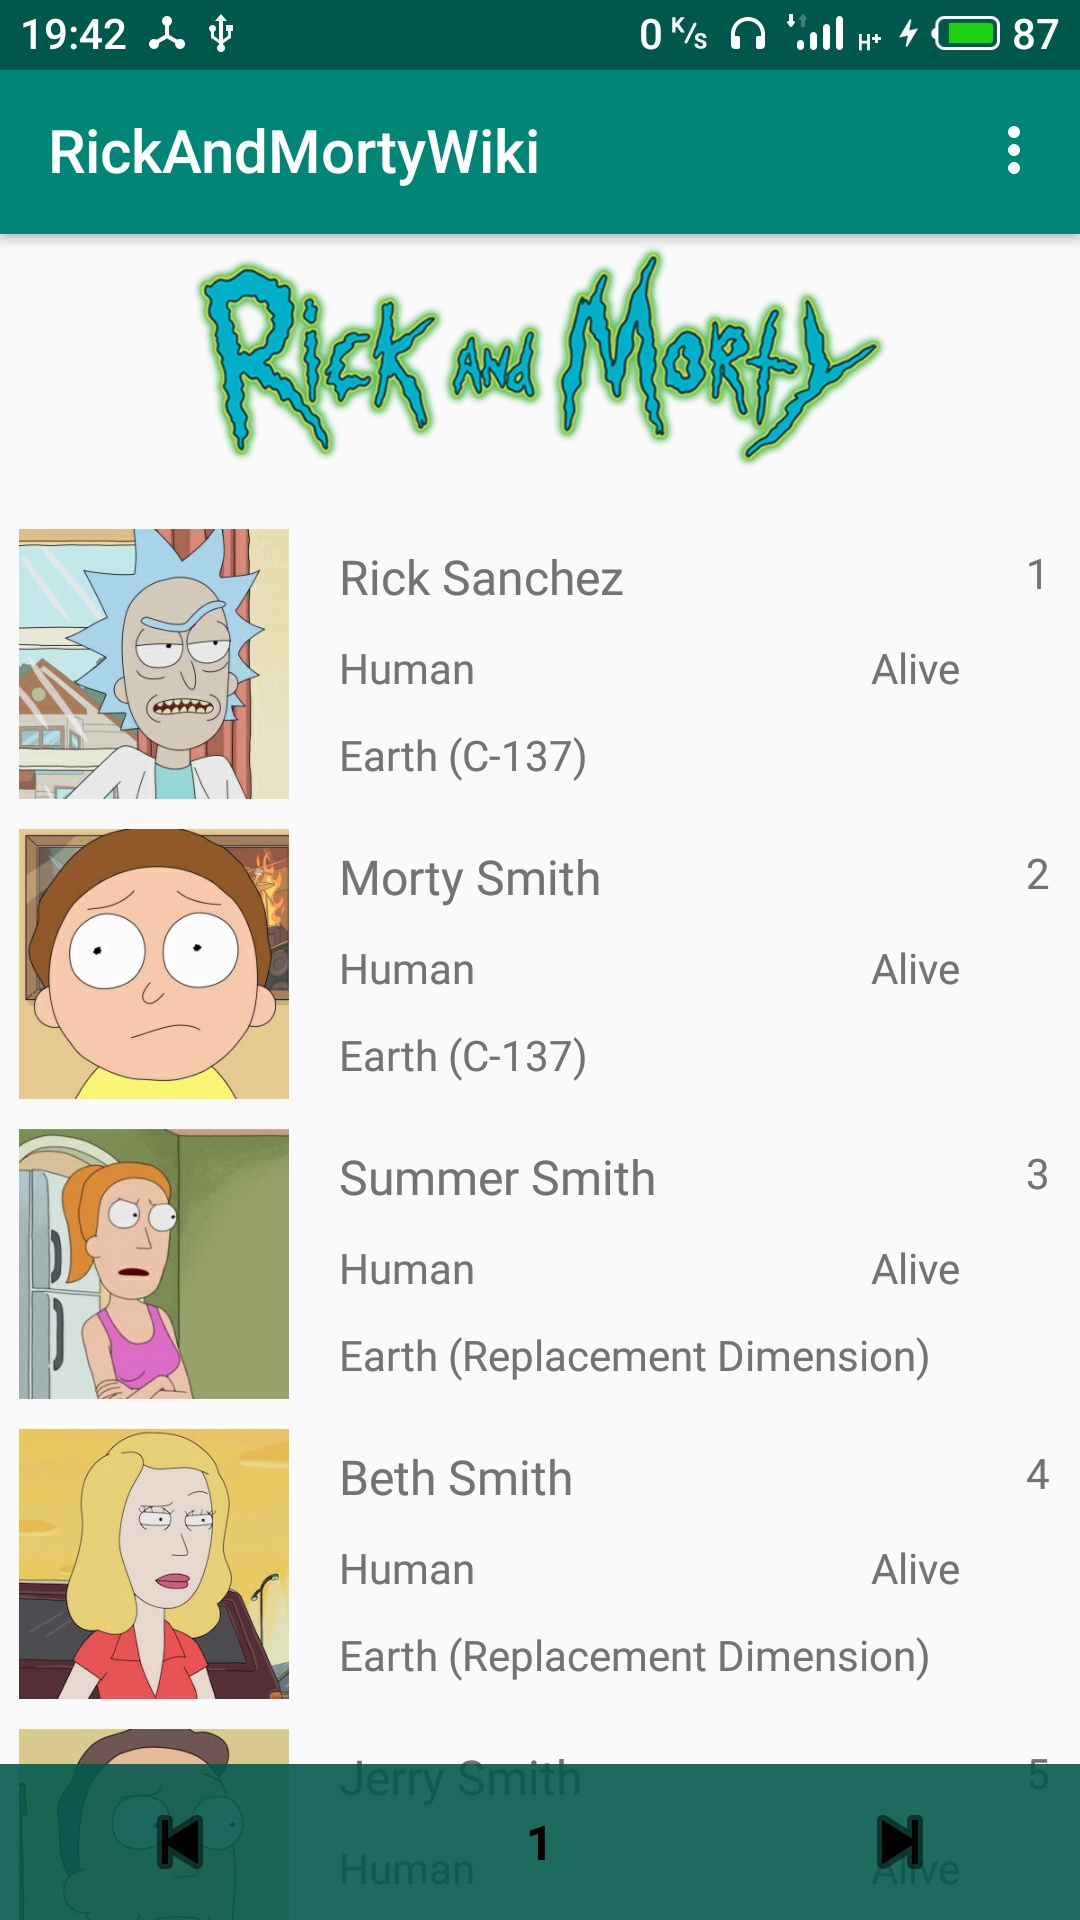 19:42 0 K/s H+ 87
RickAndMortyWiki
Rick and Morty
Rick Sanchez 1
Human Alive
Earth (C-137)
Morty Smith 2
Human Alive
Earth (C-137)
Summer Smith 3
Human Alive
Earth (Replacement Dimension)
Beth Smith 4
Human Alive
Earth (Replacement Dimension)
Jerry Smith 5
1
Human Alive